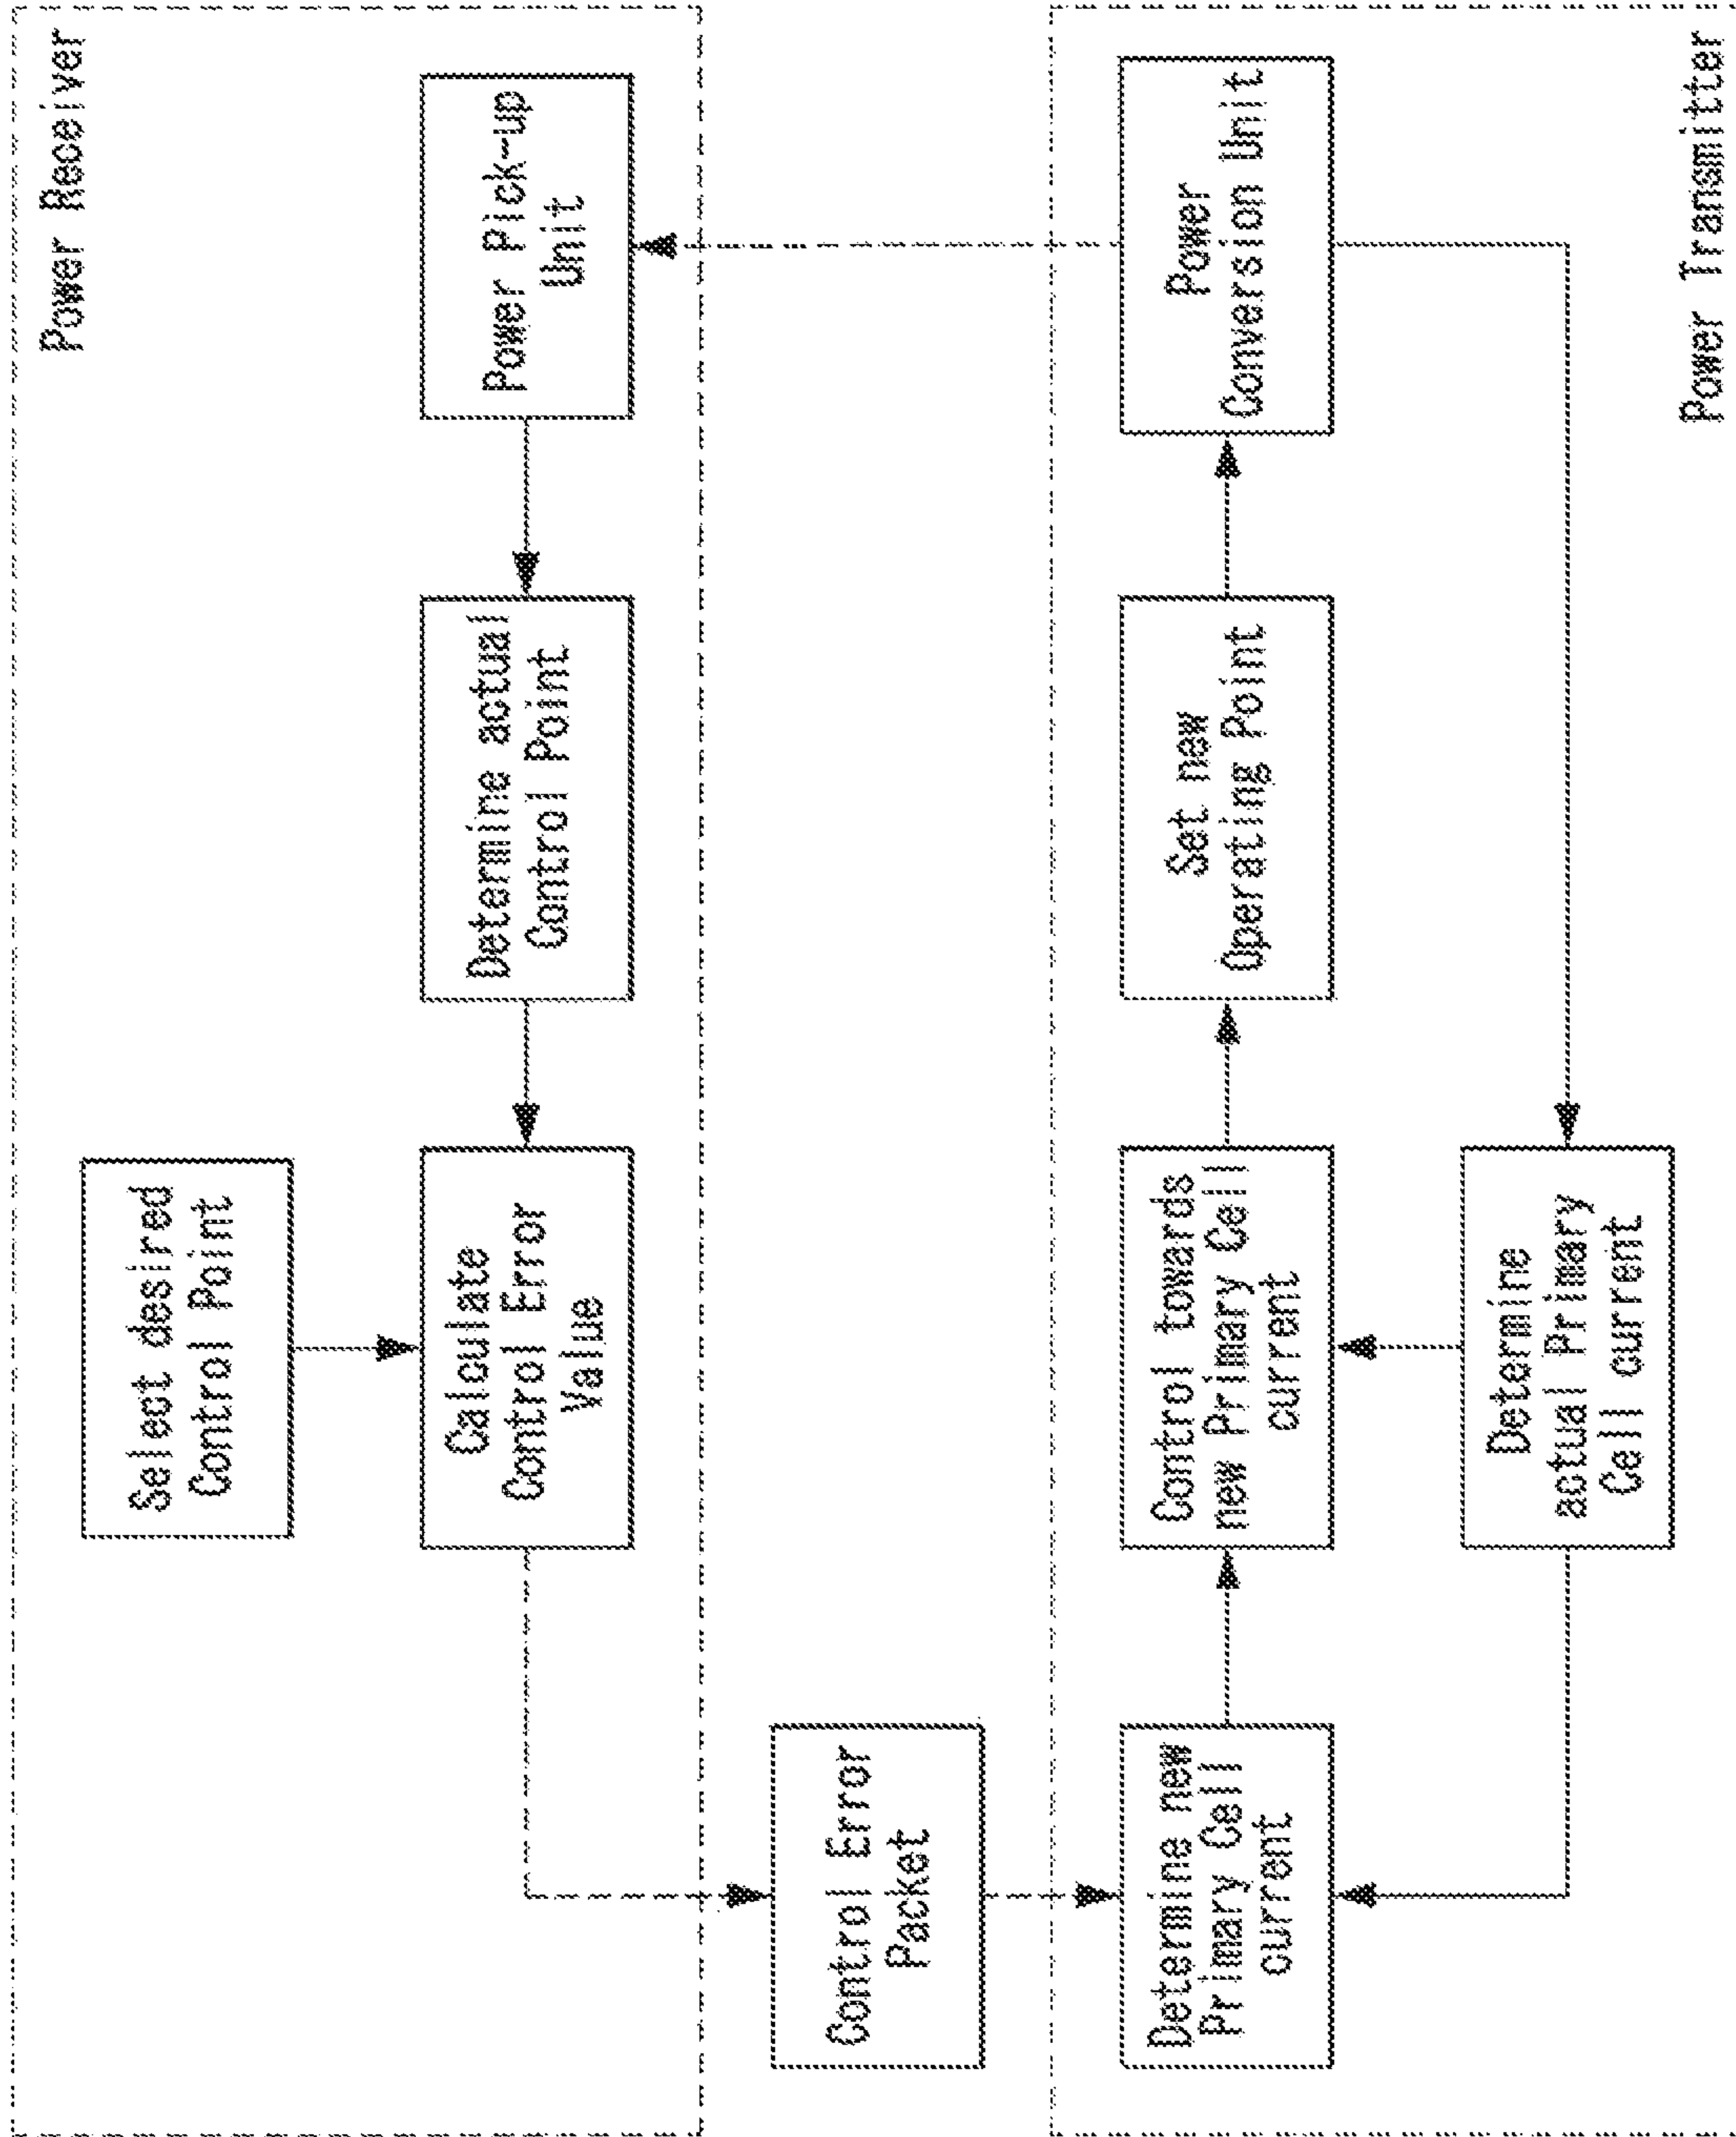 Power Receiver
Select desired
Control Point
Calculate
Control Error
Value
Determine actual
Control Point
Power Pick-up
Unit
Control Error
Packet
Determine new
Primary Cell
current
Control towards
new Primary Cell
current
Set new
Operating Point
Power
Conversion Unit
Determine
actual Primary
Cell current
Power Transmitter